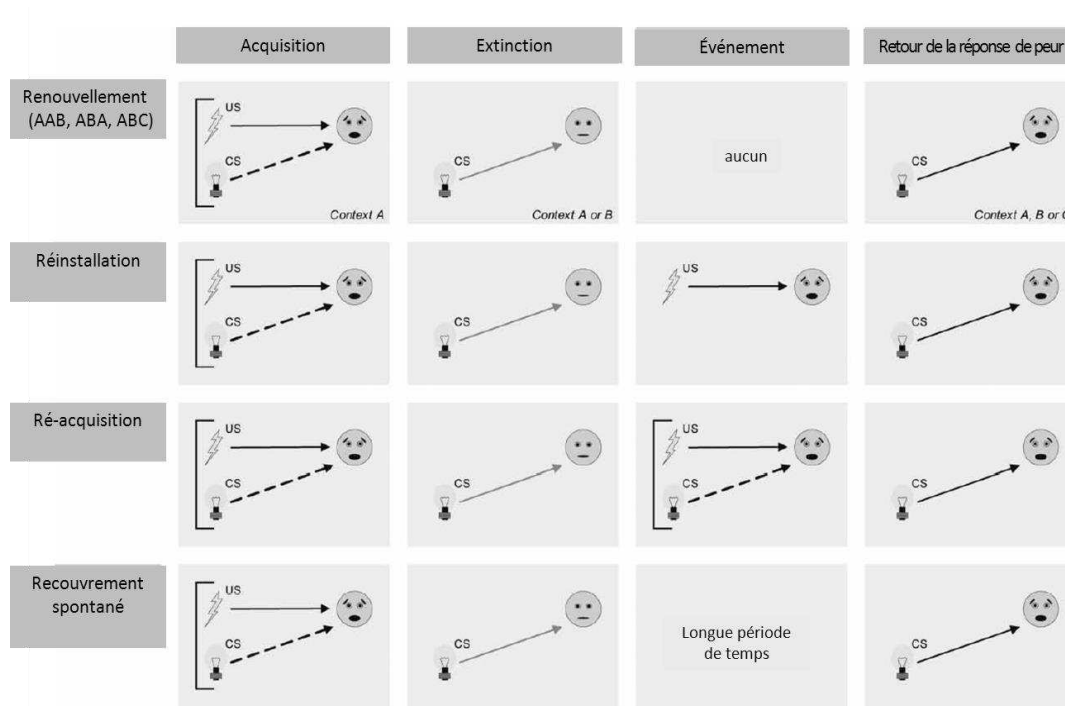 Acquisition
Extinction
Événement
Retour de la réponse de peur
Renouvellement
(AAB, ABA, ABC)
US
CS
Context A
CS
Context A or B
aucun
CS
Context A, B or C
Réinstallation
US
CS
CS
US
CS
Ré-acquisition
US
CS
CS
US
CS
CS
Recouvrement
spontané
US
CS
CS
Longue période
de temps
CS